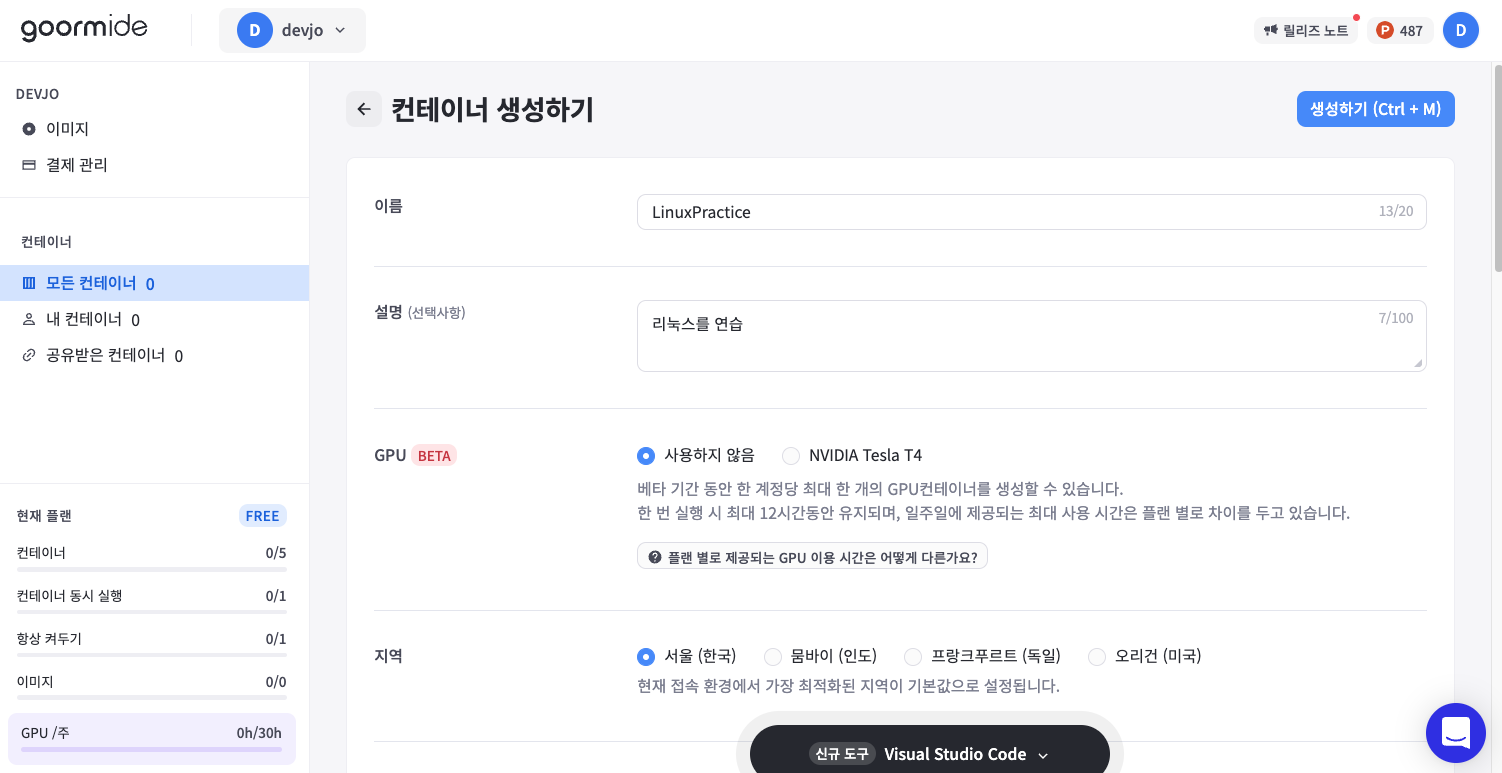 goormide
D devjo
릴리즈 노트
P 487
D
DEVJO
이미지
결제 관리
컨테이너
모든 컨테이너 0
내 컨테이너 0
공유받은 컨테이너 0
현재 플랜 FREE
컨테이너 0/5
컨테이너 동시 실행 0/1
항상 켜두기 0/1
이미지 0/0
GPU /주 0h/30h
컨테이너 생성하기
생성하기 (Ctrl + M)
이름
LinuxPractice 13/20
설명 (선택사항)
리눅스를 연습 7/100
GPU BETA
사용하지 않음 NVIDIA Tesla T4
베타 기간 동안 한 계정당 최대 한 개의 GPU컨테이너를 생성할 수 있습니다.
한 번 실행 시 최대 12시간동안 유지되며, 일주일에 제공되는 최대 사용 시간은 플랜 별로 차이를 두고 있습니다.
? 플랜 별로 제공되는 GPU 이용 시간은 어떻게 다른가요?
지역
서울 (한국) 뭄바이 (인도) 프랑크푸르트 (독일) 오리건 (미국)
현재 접속 환경에서 가장 최적화된 지역이 기본값으로 설정됩니다.
신규 도구 Visual Studio Code